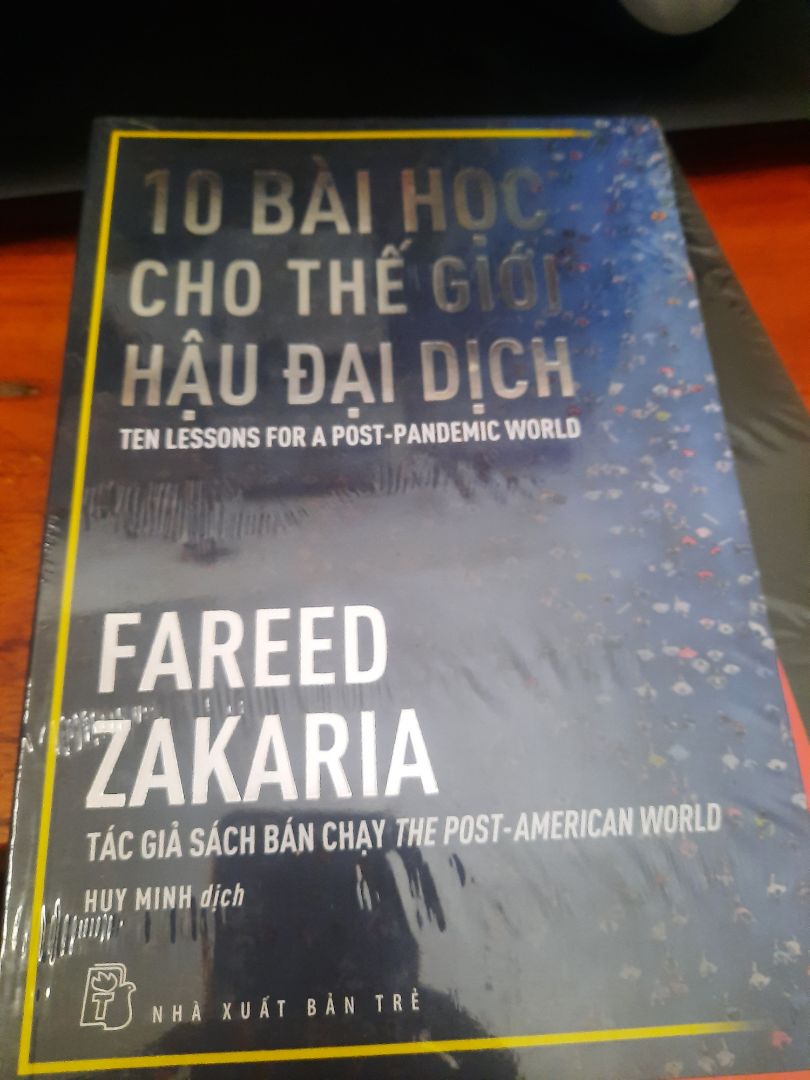 10 BÀI HỌC
CHO THẾ GIỚI
HẬU ĐẠI DỊCH
TEN LESSONS FOR A POST-PANDEMIC WORLD
FAREED
ZAKARIA
TÁC GIẢ SÁCH BÁN CHẠY THE POST-AMERICAN WORLD
HUY MINH dịch
T
NHÀ XUẤT BẢN TRẺ